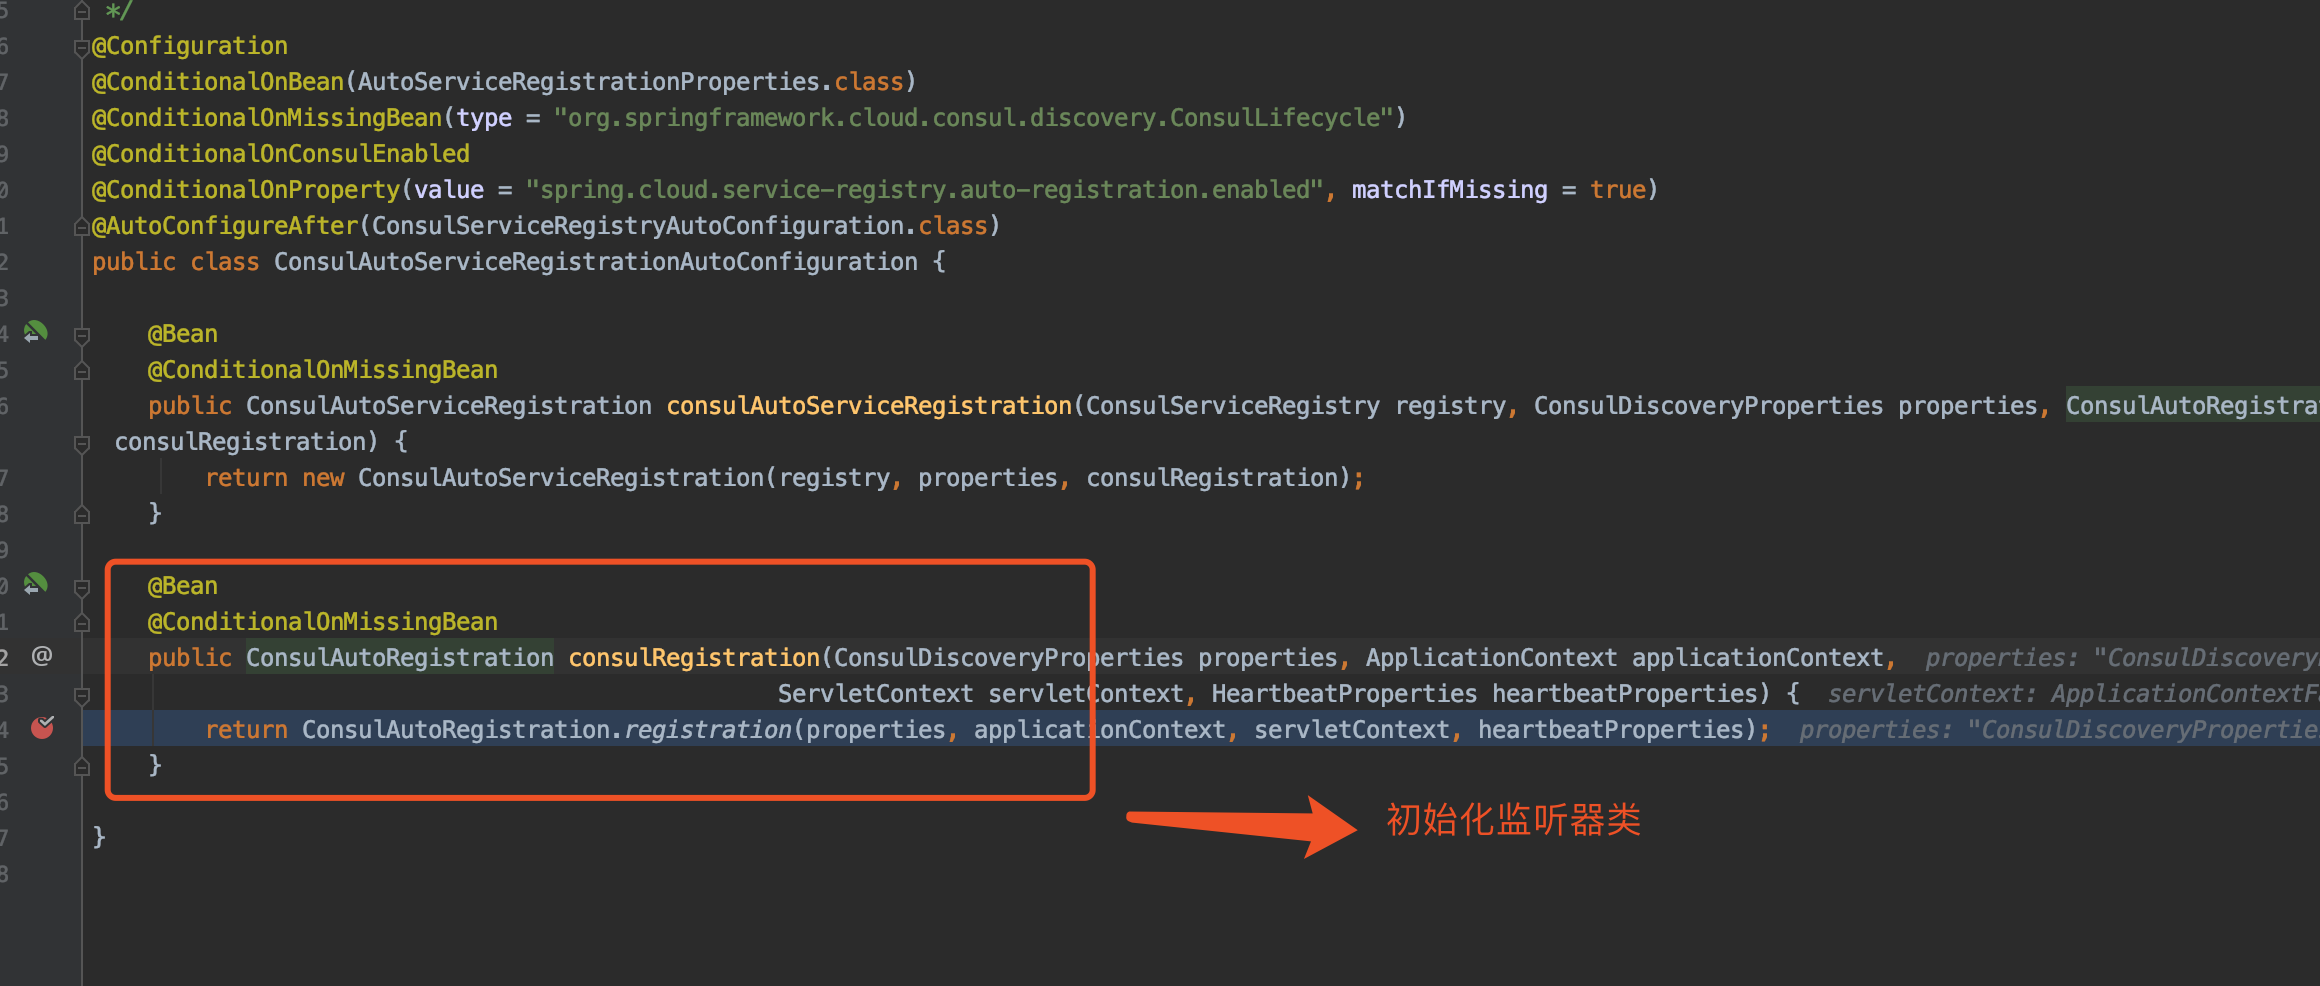 */
@Configuration
@ConditionalOnBean(AutoServiceRegistrationProperties.class)
@ConditionalOnMissingBean(type = "org.springframework.cloud.consul.discovery.ConsulLifecycle")
@ConditionalOnConsulEnabled
@ConditionalOnProperty(value = "spring.cloud.service-registry.auto-registration.enabled", matchIfMissing = true)
@AutoConfigureAfter(ConsulServiceRegistryAutoConfiguration.class)
public class ConsulAutoServiceRegistrationAutoConfiguration {
@Bean
@ConditionalOnMissingBean
public ConsulAutoServiceRegistration consulAutoServiceRegistration(ConsulServiceRegistry registry, ConsulDiscoveryProperties properties,
consulRegistration) {
return new ConsulAutoServiceRegistration(registry, properties, consulRegistration);
}
@Bean
@ConditionalOnMissingBean
public ConsulAutoRegistration consulRegistration(ConsulDiscoveryProperties properties, ApplicationContext applicationContext, properties:
ServletContext servletContext, HeartbeatProperties heartbeatProperties) { servletContext:
return ConsulAutoRegistration.registration(properties, applicationContext, servletContext, heartbeatProperties); properties:
}
初始化监听器类
}